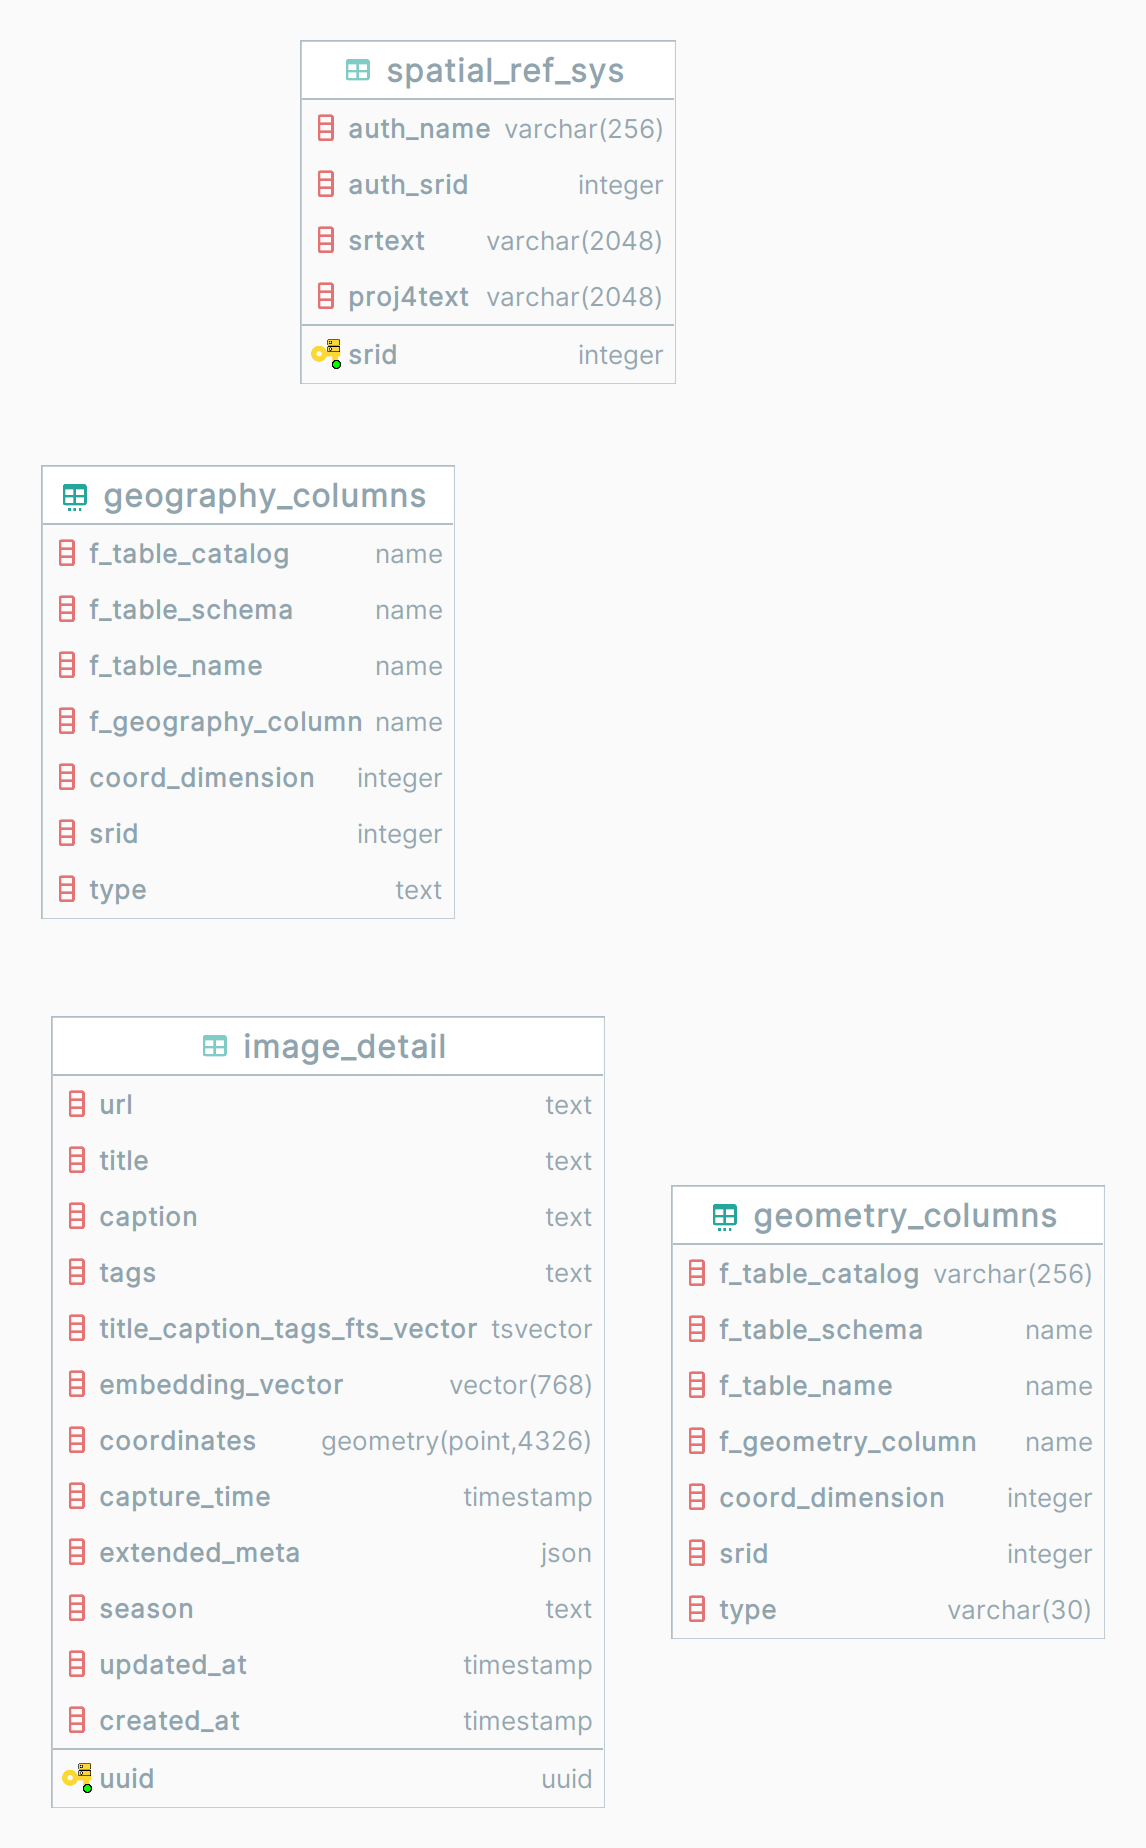 spatial_ref_sys
auth_name varchar(256)
auth_srid integer
srtext varchar(2048)
proj4text varchar(2048)
srid integer
geography_columns
f_table_catalog name
f_table_schema name
f_table_name name
f_geography_column name
coord_dimension integer
srid integer
type text
image_detail
url text
title text
caption text
tags text
title_caption_tags_fts_vector tsvector
embedding_vector vector(768)
coordinates geometry(point,4326)
capture_time timestamp
extended_meta json
season text
updated_at timestamp
created_at timestamp
uuid uuid
geometry_columns
f_table_catalog varchar(256)
f_table_schema name
f_table_name name
f_geometry_column name
coord_dimension integer
srid integer
type varchar(30)